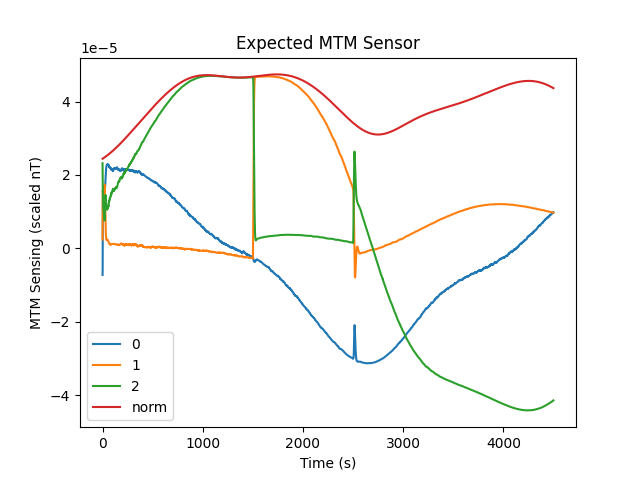 Expected MTM Sensor
1e−5
MTM Sensing (scaled nT)
4
2
0
−2
−4
0
1
2
norm
0
1000
2000
3000
4000
Time (s)